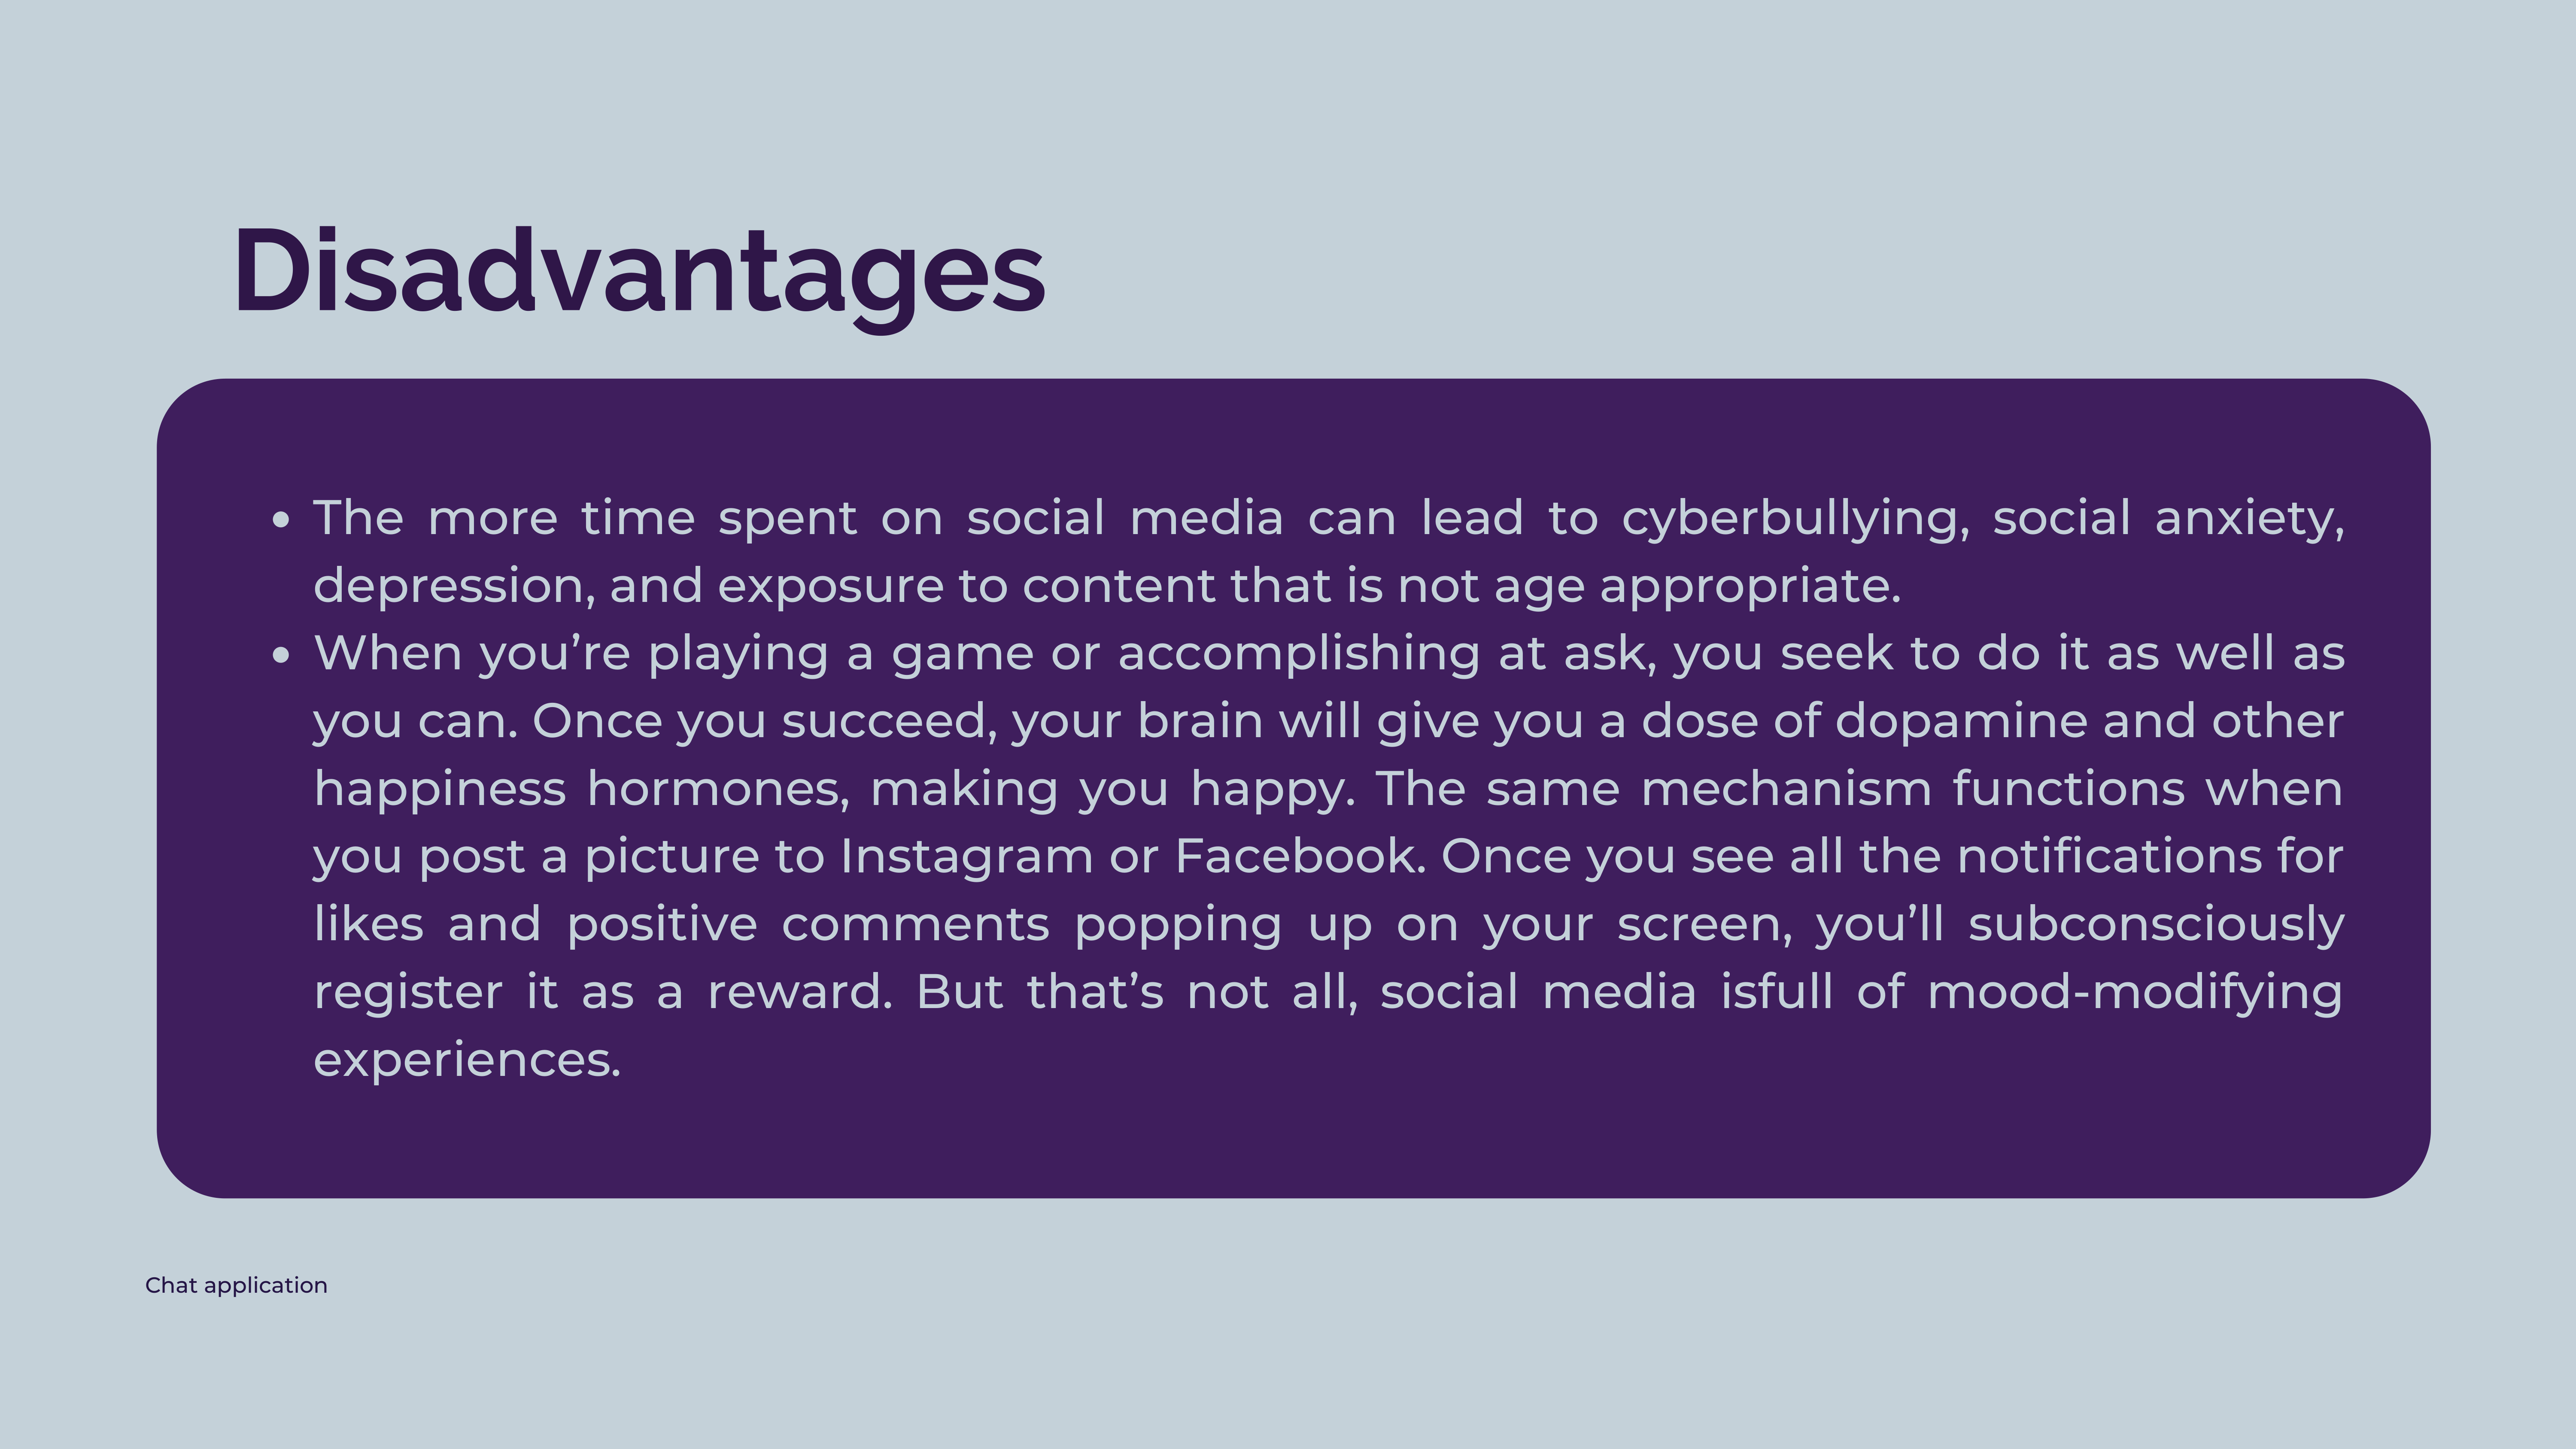 Disadvantages
• The more time spent on social media can lead to cyberbullying, social anxiety,
depression, and exposure to content that is not age appropriate.
• When you’re playing a game or accomplishing at ask, you seek to do it as well as
you can. Once you succeed, your brain will give you a dose of dopamine and other
happiness hormones, making you happy. The same mechanism functions when
you post a picture to Instagram or Facebook. Once you see all the notifications for
likes and positive comments popping up on your screen, you’ll subconsciously
register it as a reward. But that’s not all, social media isfull of mood-modifying
experiences.
Chat application